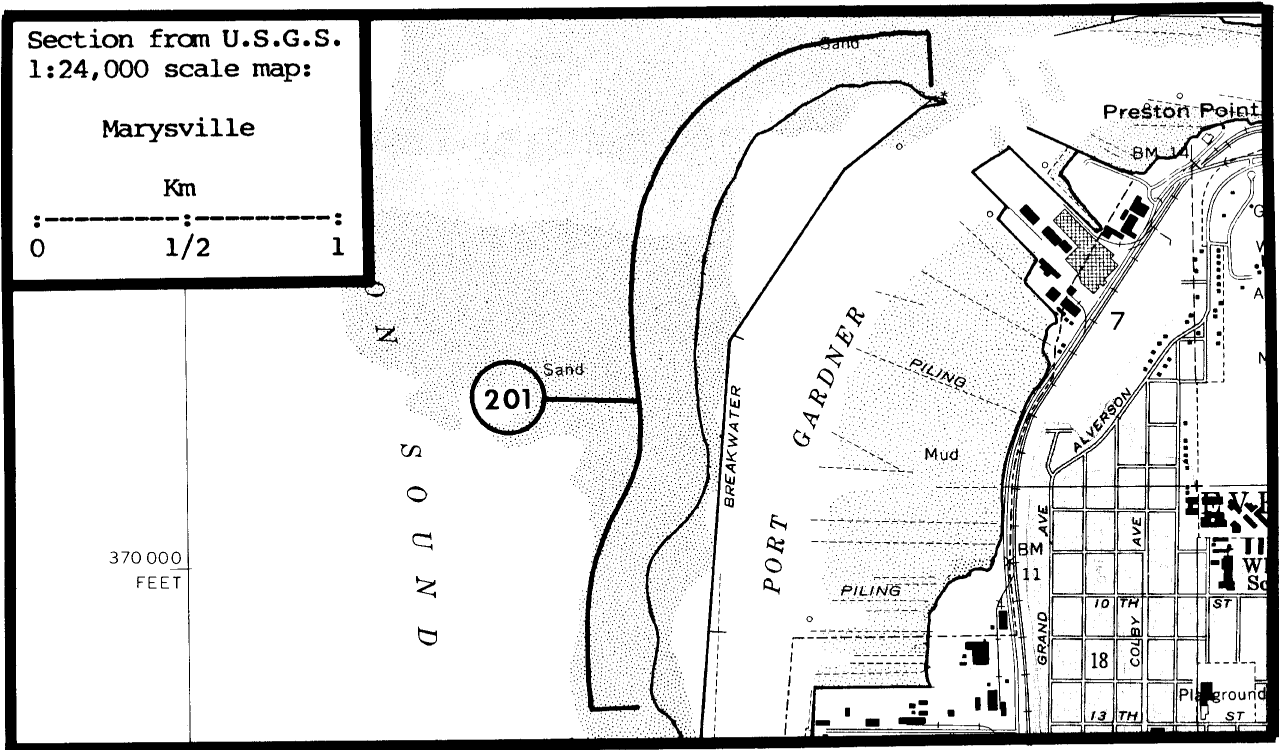 Section from U.S.G.S.
1:24,000 scale map:
Marysville
Km
0 1/2 1
Sand
Preston Point
BM 14
O N
S O U N D
201
Sand
7
PORT GARDNER
BREAKWATER
PILING
Mud
ALVERSON
370 000
FEET
BM
11
GRAND AVE
COLBY AVE
PILING
10 TH ST
18
Playground
13 TH ST